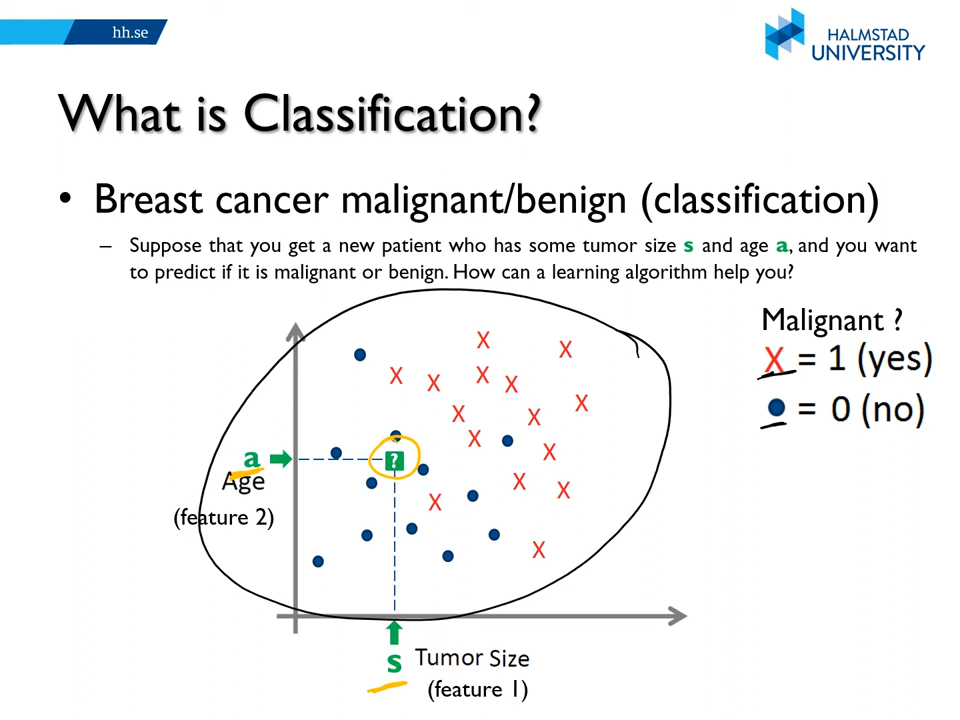 hh.se
HALMSTAD
UNIVERSITY
What is Classification?
• Breast cancer malignant/benign (classification)
– Suppose that you get a new patient who has some tumor size s and age a, and you want
to predict if it is malignant or benign. How can a learning algorithm help you?
Malignant ?
X = 1 (yes)
= 0 (no)
a
?
Age
(feature 2)
s
Tumor Size
(feature 1)